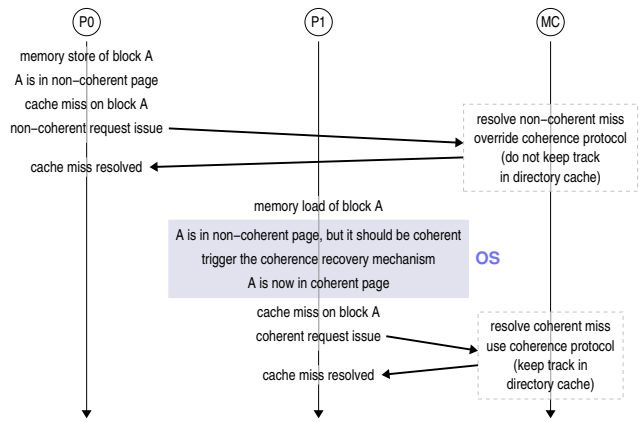 P0
P1
MC
memory store of block A
A is in non-coherent page
cache miss on block A
non-coherent request issue
resolve non-coherent miss
override coherence protocol
(do not keep track
in directory cache)
cache miss resolved
memory load of block A
A is in non-coherent page, but it should be coherent
trigger the coherence recovery mechanism
A is now in coherent page
OS
cache miss on block A
coherent request issue
resolve coherent miss
use coherence protocol
(keep track in
directory cache)
cache miss resolved